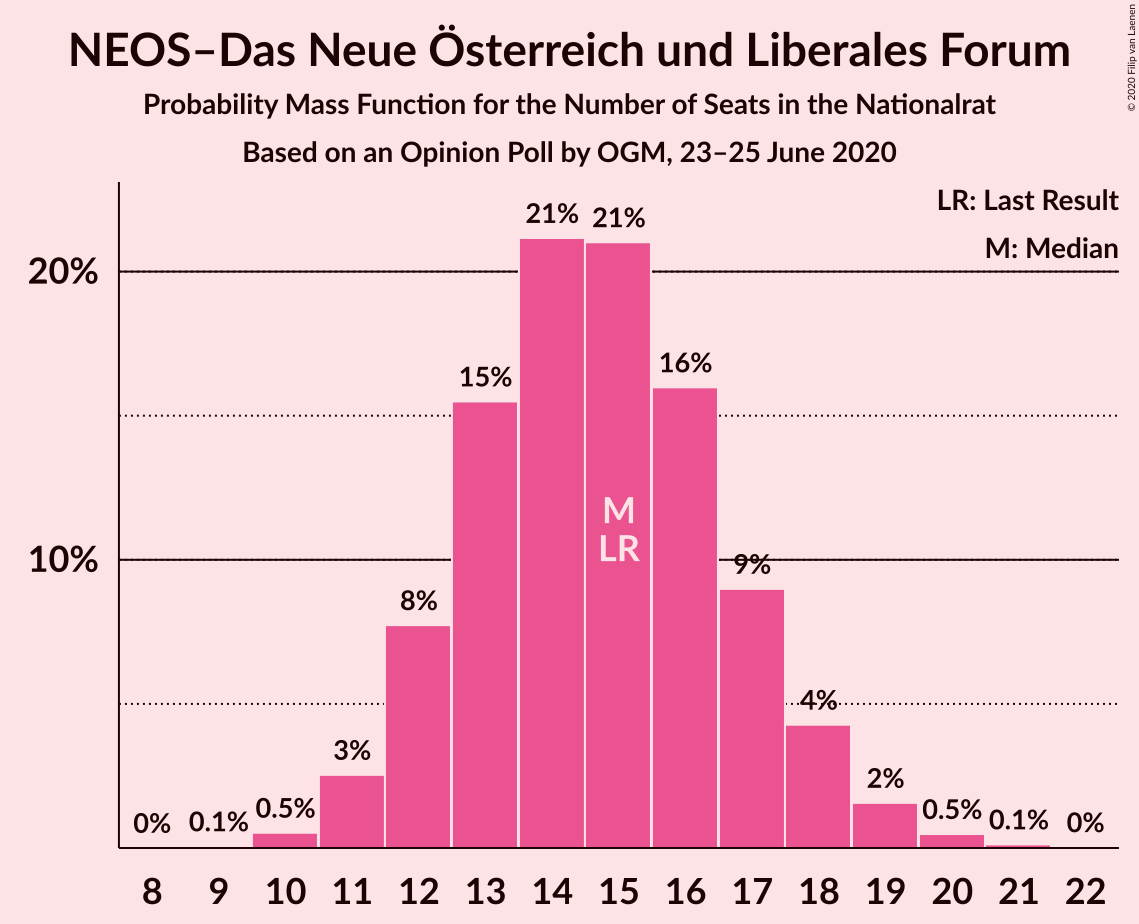 NEOS–Das Neue Österreich und Liberales Forum
Probability Mass Function for the Number of Seats in the Nationalrat
Based on an Opinion Poll by OGM, 23–25 June 2020
© 2020 Filip van Laenen
LR: Last Result
M: Median
20%
10%
0% 0.1% 0.5% 3% 8% 15% 21% 21% 16% 9% 4% 2% 0.5% 0.1% 0%
M
LR
8 9 10 11 12 13 14 15 16 17 18 19 20 21 22